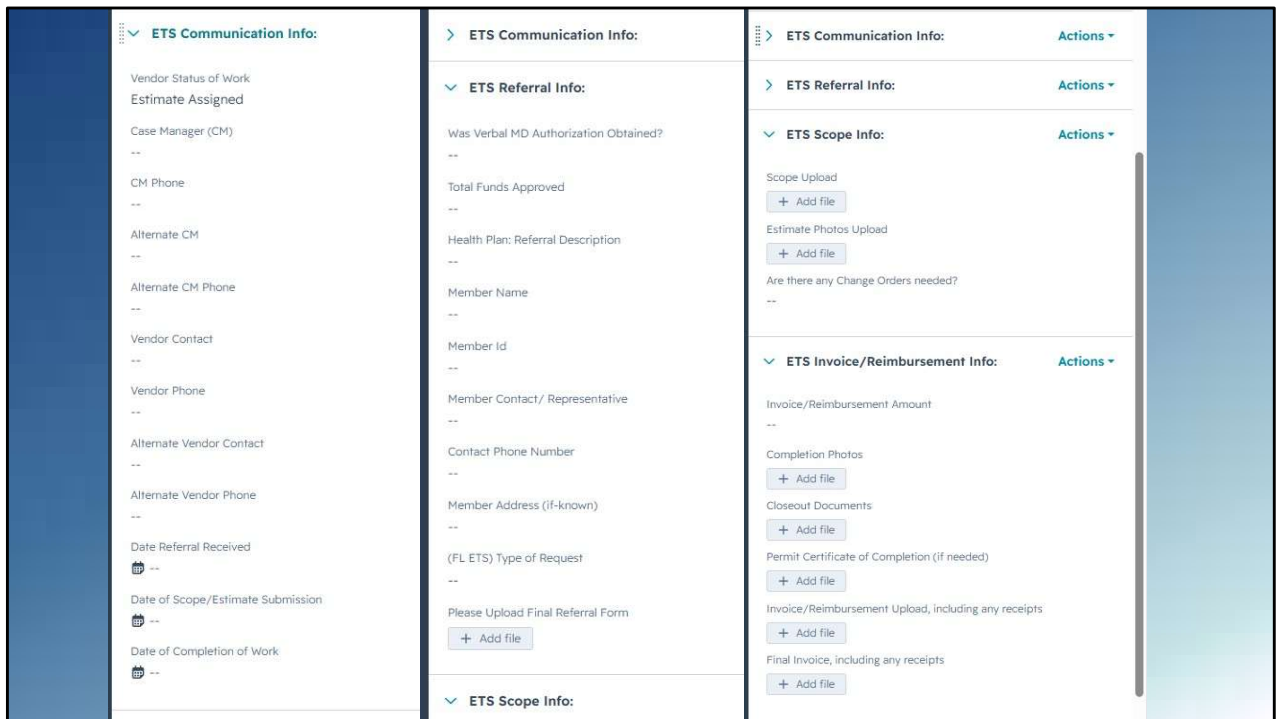 ETS Communication Info:
Vendor Status of Work
Estimate Assigned
Case Manager (CM)
--
CM Phone
--
Alternate CM
--
Alternate CM Phone
--
Vendor Contact
--
Vendor Phone
--
Alternate Vendor Contact
--
Alternate Vendor Phone
--
Date Referral Received
--
Date of Scope/Estimate Submission
--
Date of Completion of Work
--
ETS Communication Info:
ETS Referral Info:
Was Verbal MD Authorization Obtained?
--
Total Funds Approved
--
Health Plan: Referral Description
--
Member Name
--
Member Id
--
Member Contact/ Representative
--
Contact Phone Number
--
Member Address (if-known)
--
(FL ETS) Type of Request
--
Please Upload Final Referral Form
+ Add file
ETS Scope Info:
ETS Communication Info: Actions
ETS Referral Info: Actions
ETS Scope Info: Actions
Scope Upload
+ Add file
Estimate Photos Upload
+ Add file
Are there any Change Orders needed?
--
ETS Invoice/Reimbursement Info: Actions
Invoice/Reimbursement Amount
--
Completion Photos
+ Add file
Closeout Documents
+ Add file
Permit Certificate of Completion (if needed)
+ Add file
Invoice/Reimbursement Upload, including any receipts
+ Add file
Final Invoice, including any receipts
+ Add file